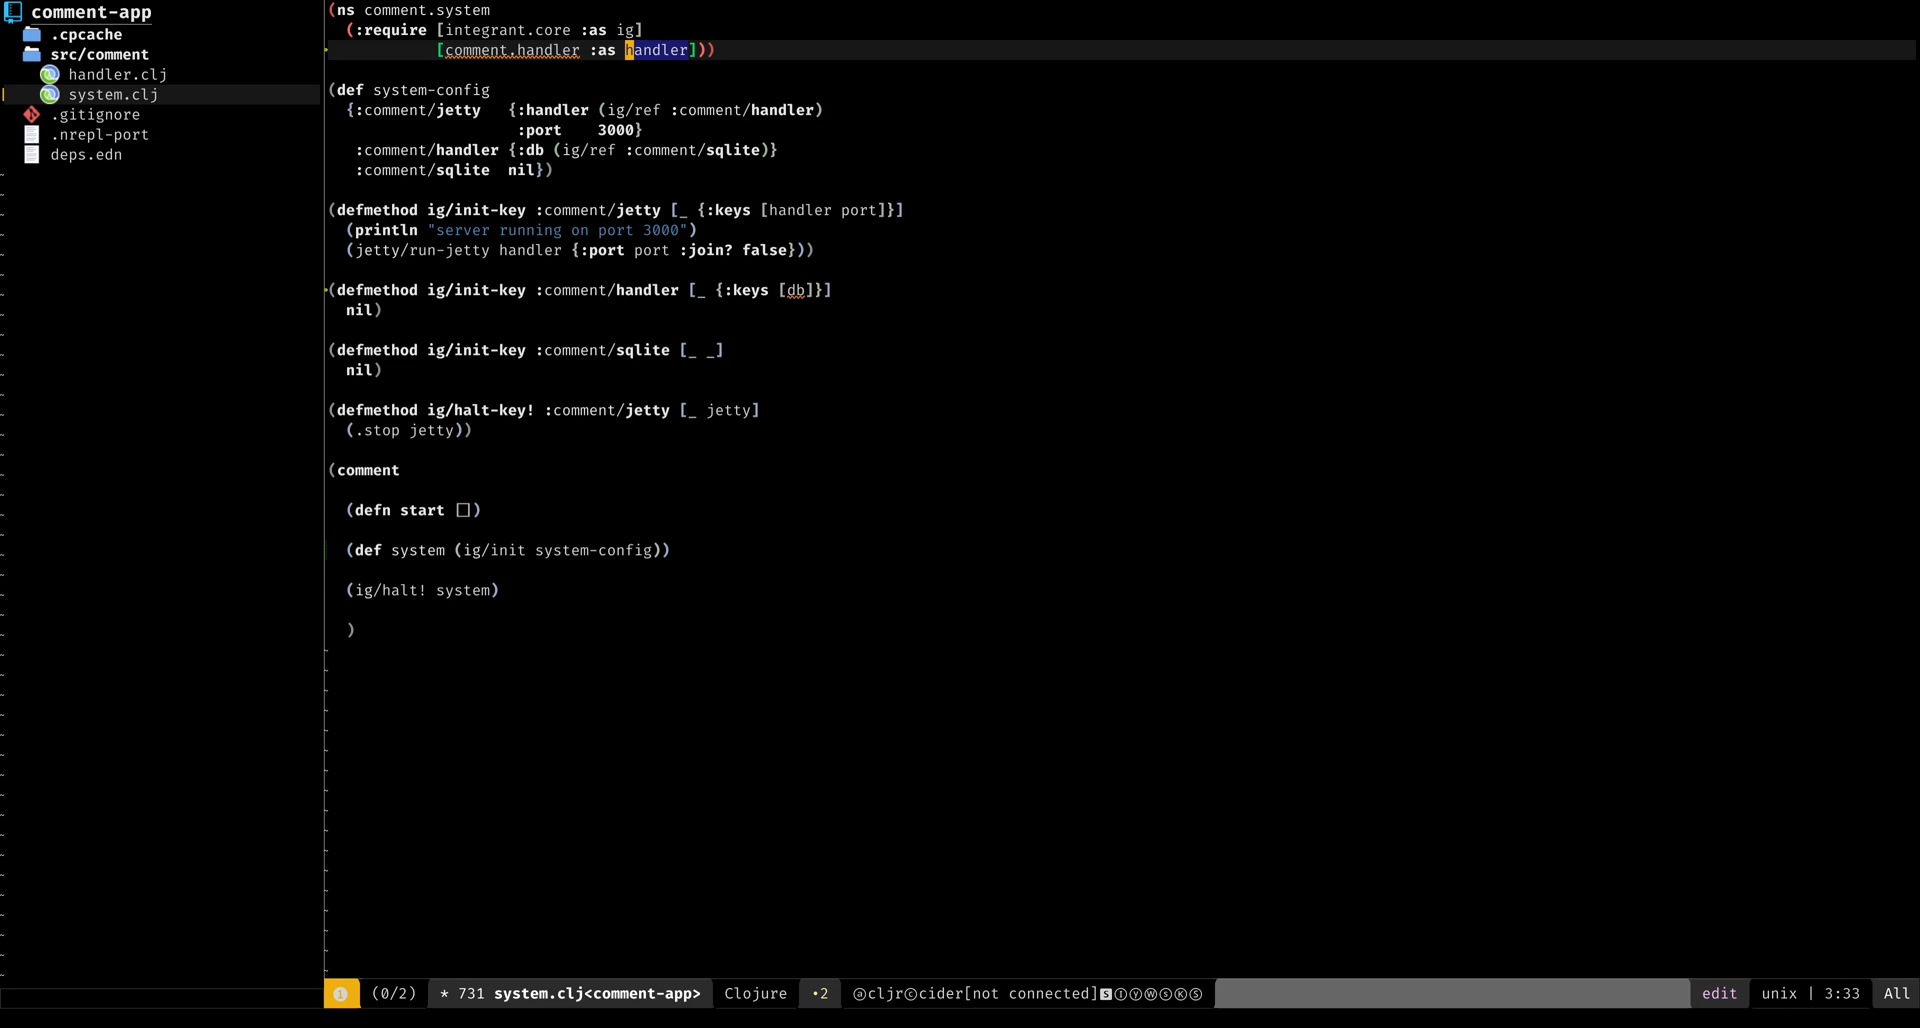 comment-app
.cpcache
src/comment
handler.clj
system.clj
.gitignore
.nrepl-port
deps.edn
(ns comment.system
  (:require [integrant.core :as ig]
            [comment.handler :as handler]))
(def system-config
  {:comment/jetty   {:handler (ig/ref :comment/handler)
                     :port    3000}
   :comment/handler {:db (ig/ref :comment/sqlite)}
   :comment/sqlite  nil})
(defmethod ig/init-key :comment/jetty [_ {:keys [handler port]}]
  (println "server running on port 3000")
  (jetty/run-jetty handler {:port port :join? false}))
(defmethod ig/init-key :comment/handler [_ {:keys [db]}]
  nil)
(defmethod ig/init-key :comment/sqlite [_ _]
  nil)
(defmethod ig/halt-key! :comment/jetty [_ jetty]
  (.stop jetty))
(comment
  (defn start [])
  (def system (ig/init system-config))
  (ig/halt! system)
  )
① (0/2) * 731 system.clj<comment-app> Clojure •2 ⓐcljrⓒcider[not connected]🆂ⒾⓎⓌⓢⓀⓈ edit unix | 3:33 All